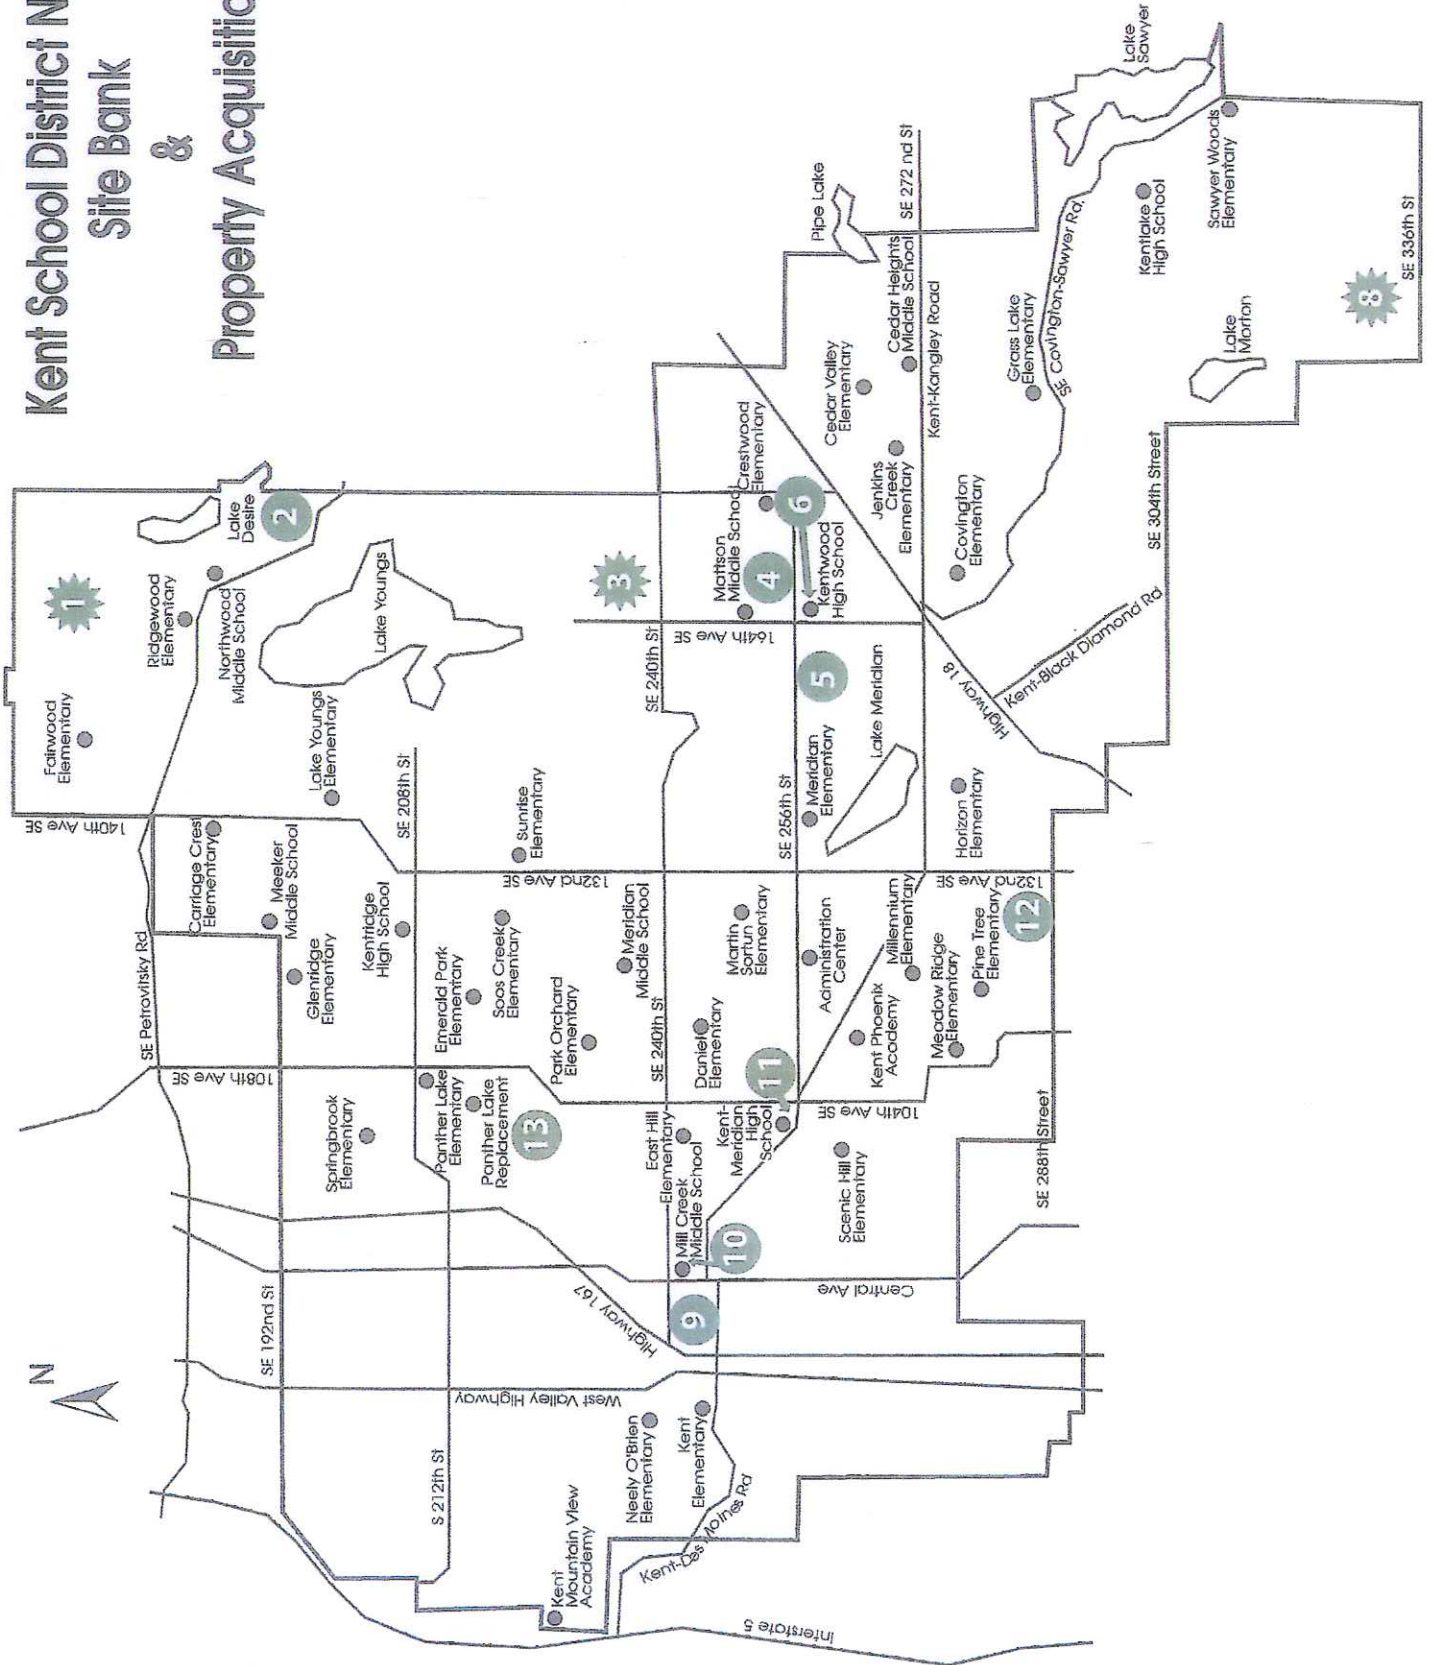 Kent School District N
Site Bank
&
Property Acquisitio
N
1
2
3
4
5
6
8
9
10
11
12
13
Fairwood
Elementary
Ridgewood
Elementary
Northwood
Middle School
Lake
Desire
Lake Youngs
Lake Youngs
Elementary
140th Ave SE
SE Petrovitsky Rd
Carriage Crest
Elementary
Meeker
Middle School
Glenridge
Elementary
Kentridge
High School
SE 208th St
Sunrise
Elementary
132nd Ave SE
Emerald Park
Elementary
Soos Creek
Elementary
Park Orchard
Elementary
Meridian
Middle School
108th Ave SE
Springbrook
Elementary
Panther Lake
Elementary
Panther Lake
Replacement
SE 192nd St
S 212th St
West Valley Highway
Highway 167
Interstate 5
Kent
Mountain View
Academy
Neely O'Brien
Elementary
Kent
Elementary
Kent-Des Moines Rd
SE 240th St
SE 240th St
East Hill
Elementary
Mill Creek
Middle School
Daniel
Elementary
Kent-
Meridian
High
School
Martin
Sortun
Elementary
Administration
Center
Millennium
Elementary
Kent Phoenix
Academy
Meadow Ridge
Elementary
Pine Tree
Elementary
104th Ave SE
Scenic Hill
Elementary
Central Ave
SE 288th Street
132nd Ave SE
Horizon
Elementary
SE 256th St
Meridian
Elementary
Lake Meridian
164th Ave SE
Mattson
Middle School
Crestwood
Elementary
Kentwood
High School
Highway 18
Kent-Black Diamond Rd
SE 304th Street
Covington
Elementary
Jenkins
Creek
Elementary
Cedar Valley
Elementary
Cedar Heights
Middle School
Kent-Kangley Road
SE 272 nd St
Pipe Lake
Grass Lake
Elementary
SE Covington-Sawyer Rd.
Lake
Sawyer
Sawyer Woods
Elementary
Kentlake
High School
Lake
Morton
SE 336th St